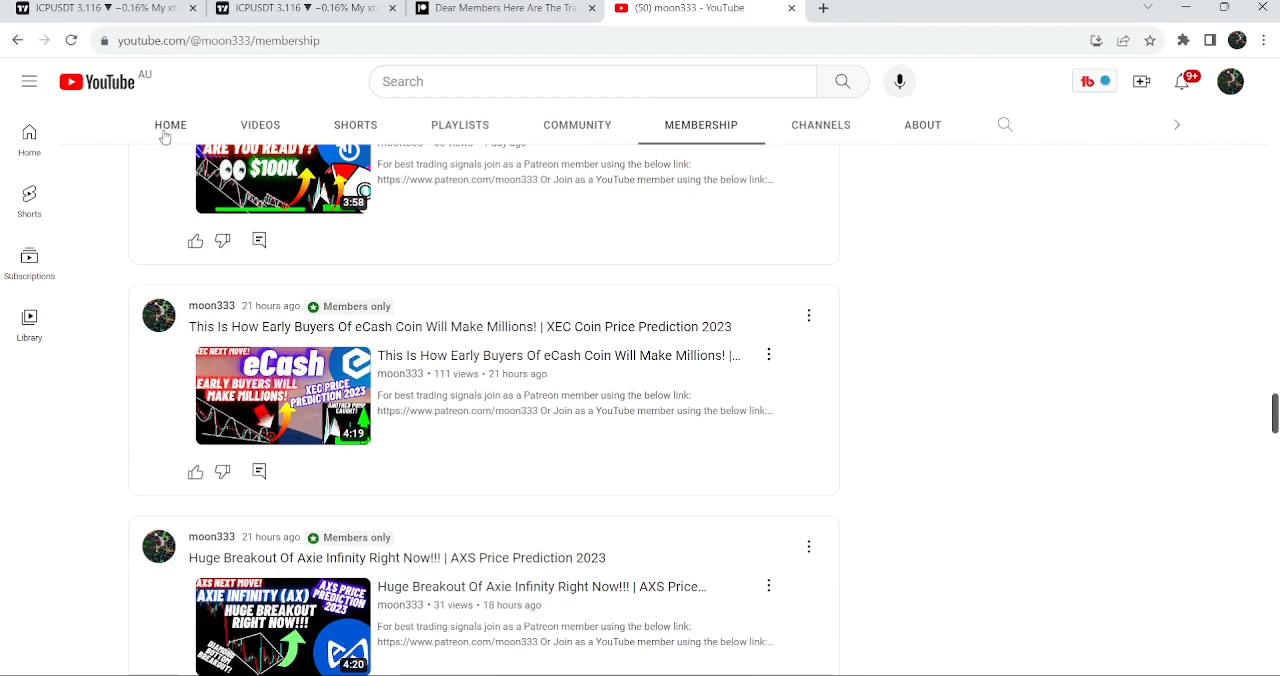 ICPUSDT 3.116 ▼ −0.16% My xt
ICPUSDT 3.116 ▼ −0.16% My xt
Dear Members Here Are The Tra
(50) moon333 - YouTube
youtube.com/@moon333/membership
YouTube AU
Search
9+
HOME VIDEOS SHORTS PLAYLISTS COMMUNITY MEMBERSHIP CHANNELS ABOUT
Home
Shorts
Subscriptions
Library
ARE YOU READY?
$100K
3:58
For best trading signals join as a Patreon member using the below link:
https://www.patreon.com/moon333 Or Join as a YouTube member using the below link:...
moon333 21 hours ago Members only
This Is How Early Buyers Of eCash Coin Will Make Millions! | XEC Coin Price Prediction 2023
XEC NEXT MOVE!
eCash
EARLY BUYERS WILL
MAKE MILLIONS!
XEC PRICE
PREDICTION 2023
ANOTHER PUMP
CAUGHT?
4:19
This Is How Early Buyers Of eCash Coin Will Make Millions! |...
moon333 • 111 views • 21 hours ago
For best trading signals join as a Patreon member using the below link:
https://www.patreon.com/moon333 Or Join as a YouTube member using the below link:...
moon333 21 hours ago Members only
Huge Breakout Of Axie Infinity Right Now!!! | AXS Price Prediction 2023
AXS NEXT MOVE!
AXIE INFINITY (AX)
HUGE BREAKOUT
RIGHT NOW!!!
AXS PRICE
PREDICTION
2023
DIAMOND
BOTTOM
BREAKOUT!
4:20
Huge Breakout Of Axie Infinity Right Now!!! | AXS Price...
moon333 • 31 views • 18 hours ago
For best trading signals join as a Patreon member using the below link:
https://www.patreon.com/moon333 Or Join as a YouTube member using the below link:...